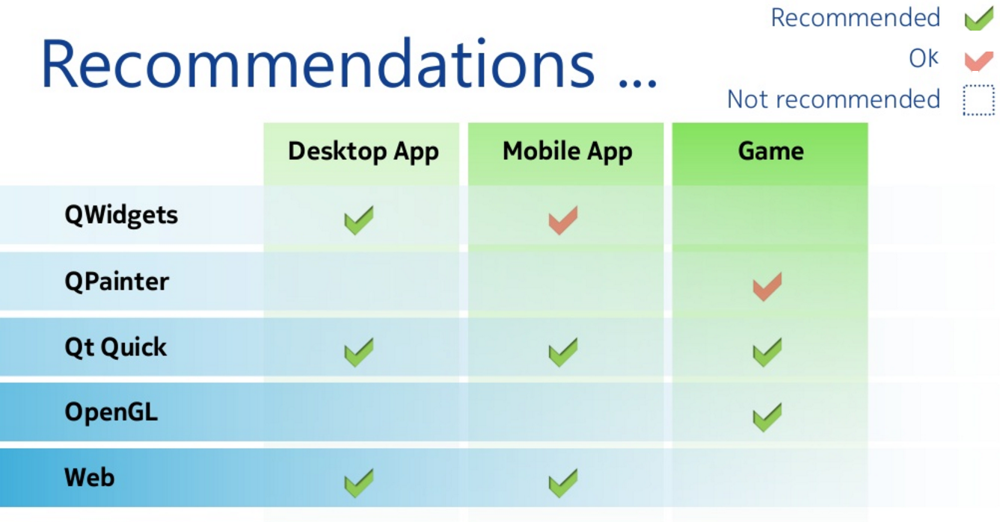 Recommended
Ok
Not recommended
Recommendations ...
Desktop App Mobile App Game
QWidgets
QPainter
Qt Quick
OpenGL
Web